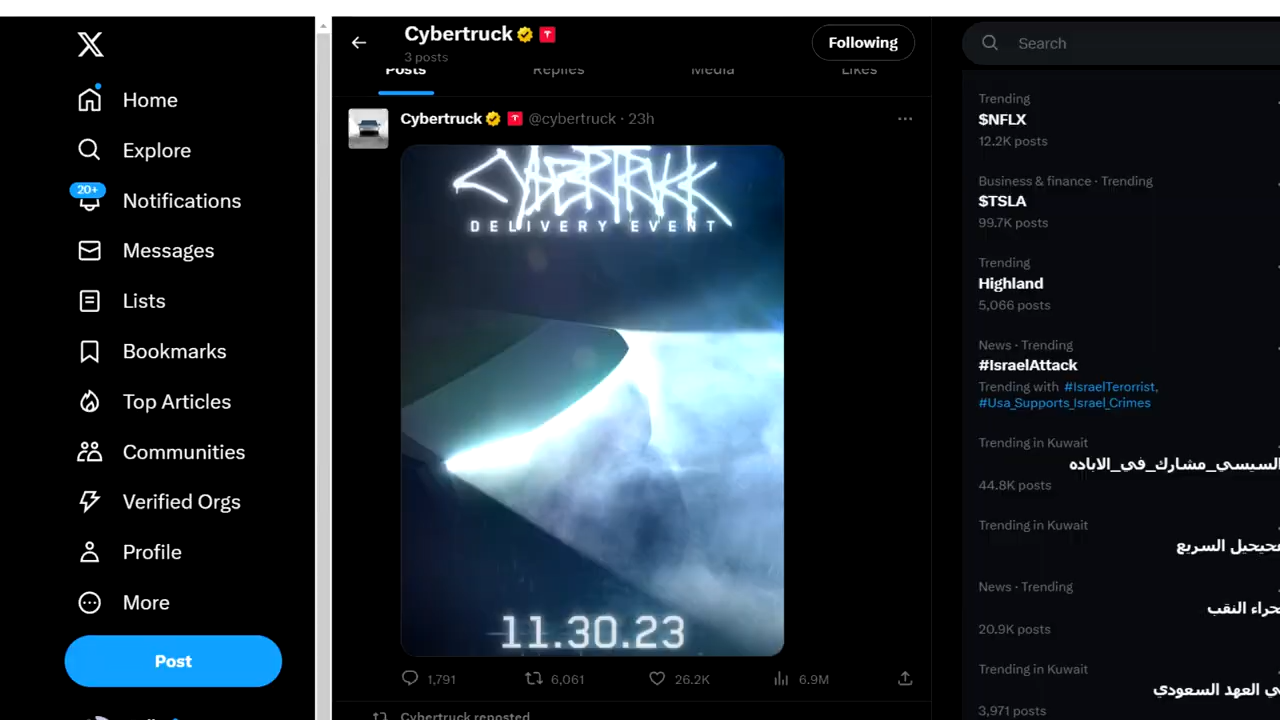 Home
Explore
20+
Notifications
Messages
Lists
Bookmarks
Top Articles
Communities
Verified Orgs
Profile
More
Post
Cybertruck
3 posts
Following
Posts
Replies
Media
Likes
Cybertruck @cybertruck · 23h
CYBERTRUCK
DELIVERY EVENT
11.30.23
1,791
6,061
26.2K
6.9M
Cybertruck reposted
Search
Trending
$NFLX
12.2K posts
Business & finance · Trending
$TSLA
99.7K posts
Trending
Highland
5,066 posts
News · Trending
#IsraelAttack
Trending with #IsraelTerorrist,
#Usa_Supports_Israel_Crimes
Trending in Kuwait
السيسي_مشارك_في_الاباده
44.8K posts
Trending in Kuwait
السريع
News · Trending
النقب
20.9K posts
Trending in Kuwait
العهد السعودي
3,971 posts